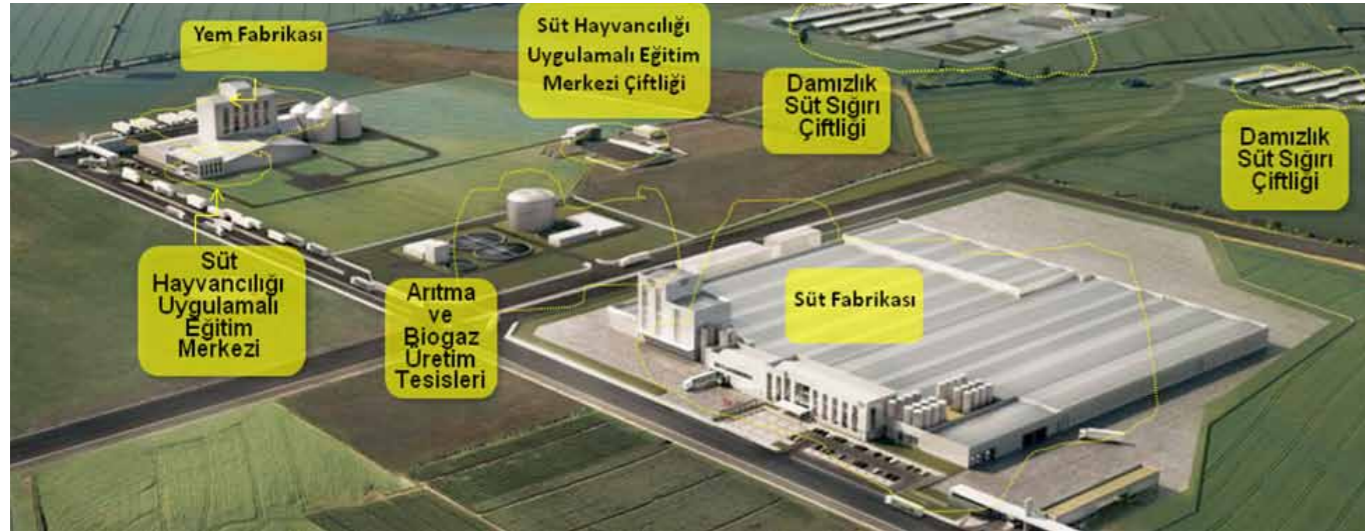 Yem Fabrikası
Süt Hayvancılığı
Uygulamalı Eğitim
Merkezi Çiftliği
Damızlık
Süt Sığırı
Çiftliği
Damızlık
Süt Sığırı
Çiftliği
Süt
Hayvancılığı
Uygulamalı
Eğitim
Merkezi
Arıtma
ve
Biogaz
Üretim
Tesisleri
Süt Fabrikası